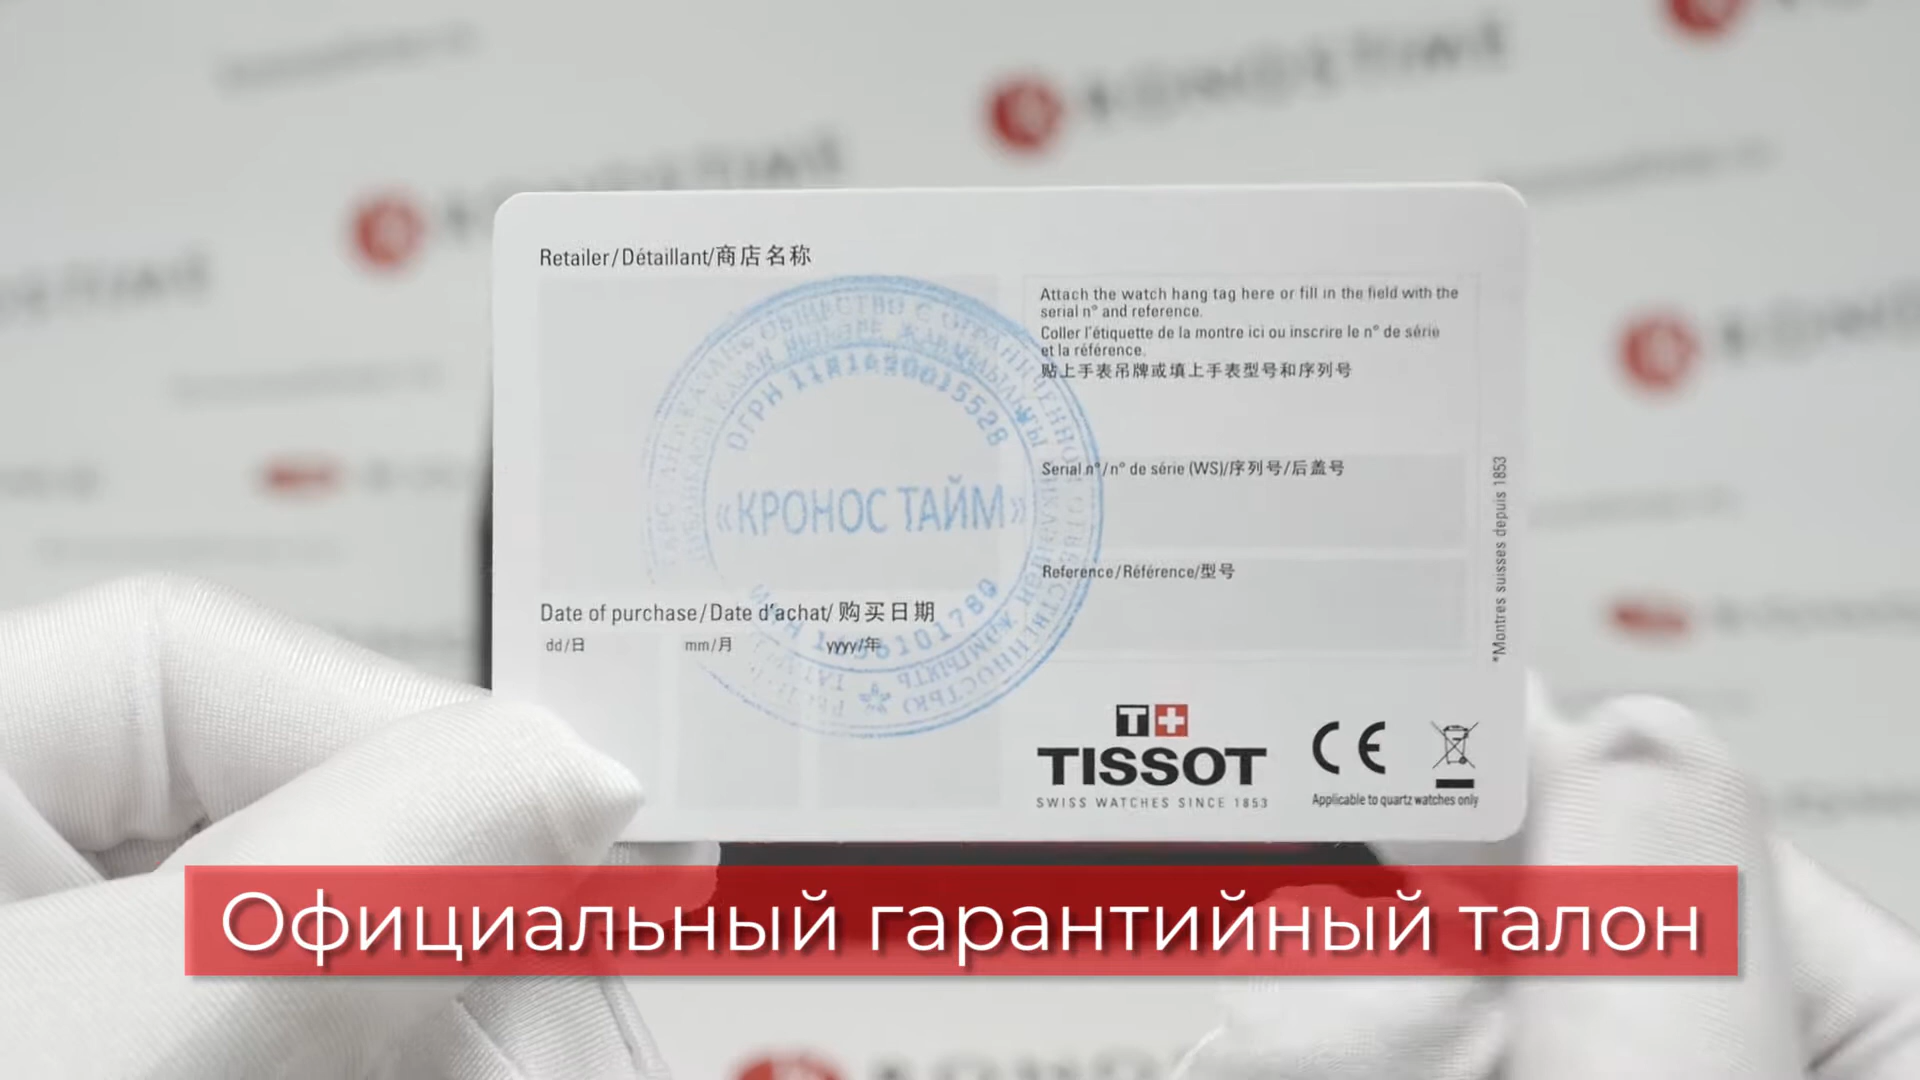 KRONOSTIME
Retailer/Détaillant/商店名称
Attach the watch hang tag here or fill in the field with the
serial n° and reference.
Coller l'étiquette de la montre ici ou inscrire le n° de série
et la référence.
贴上手表吊牌或填上手表型号和序列号
ОБЩЕСТВО С ОГРАНИЧЕННОЙ ОТВЕТСТВЕННОСТЬЮ
ОГРН
«КРОНОС ТАЙМ»
Serial n°/n° de série (WS)/序列号/后盖号
Reference/Référence/型号
*Montres suisses depuis 1853
Date of purchase/Date d'achat/购买日期
dd/日 mm/月 yyyy/年
T+
TISSOT
SWISS WATCHES SINCE 1853
CE
Applicable to quartz watches only
Официальный гарантийный талон